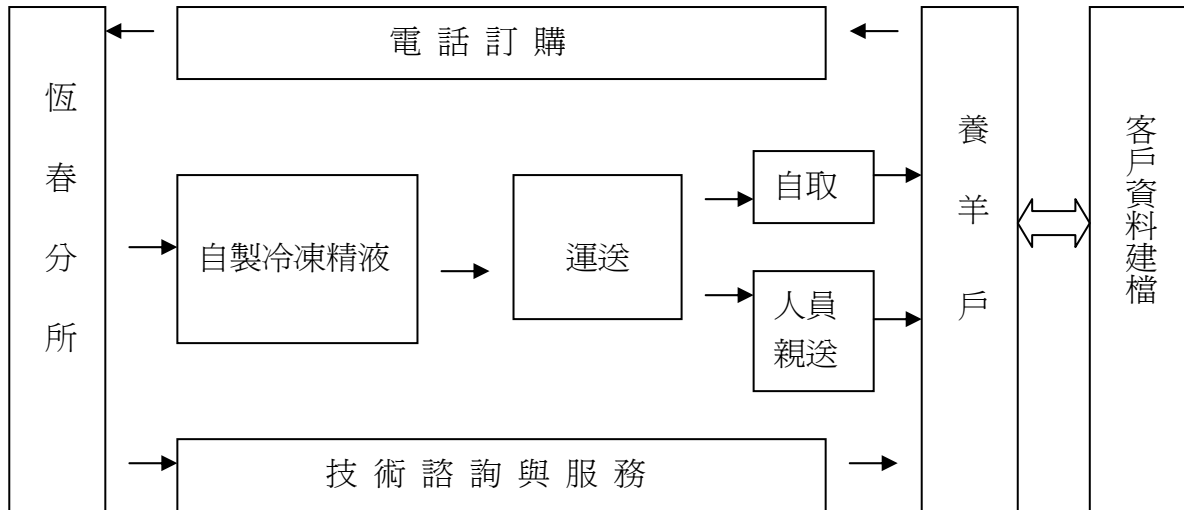 電話訂購
恆春分所
自製冷凍精液
運送
自取
人員
親送
養羊戶
客戶資料建檔
技術諮詢與服務